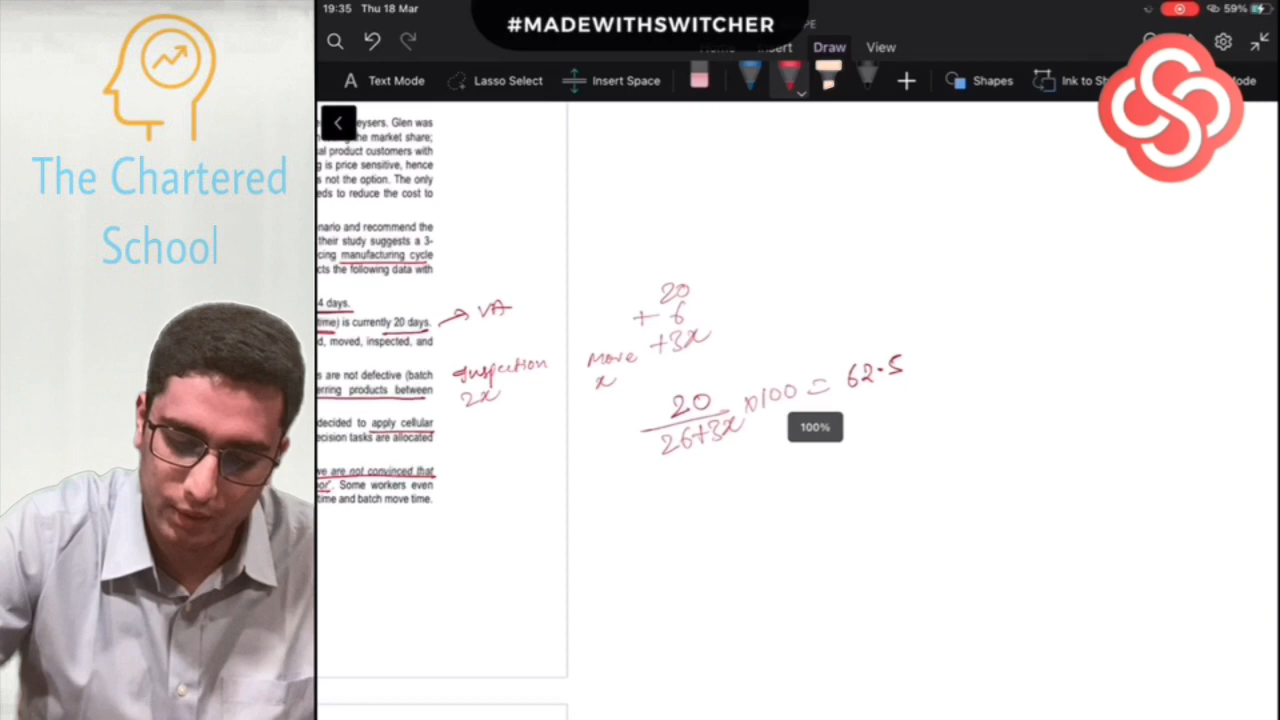 19:35 Thu 18 Mar
#MADEWITHSWITCHER
59%
Insert Draw View
Text Mode
Lasso Select
Insert Space
Shapes
Ink to
The Chartered
School
eysers. Glen was
the market share;
al product customers with
g is price sensitive, hence
s not the option. The only
eds to reduce the cost to
nario and recommend the
their study suggests a 3-
cing manufacturing cycle
cts the following data with
4 days.
time) is currently 20 days.
d, moved, inspected, and
s are not defective (batch
erring products between
decided to apply cellular
ecision tasks are allocated
we are not convinced that
oor'. Some workers even
time and batch move time.
→ VA
Inspection
2x
Move
x
20
+ 6
+3x
20
26+3x
x100 = 62.5
100%